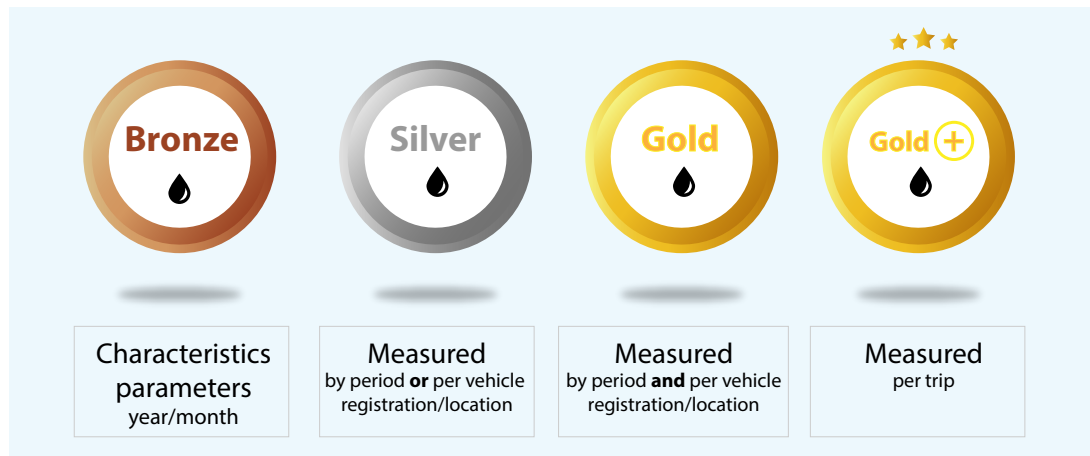 Bronze
Silver
Gold
Gold +
Characteristics
parameters
year/month
Measured
by period or per vehicle
registration/location
Measured
by period and per vehicle
registration/location
Measured
per trip